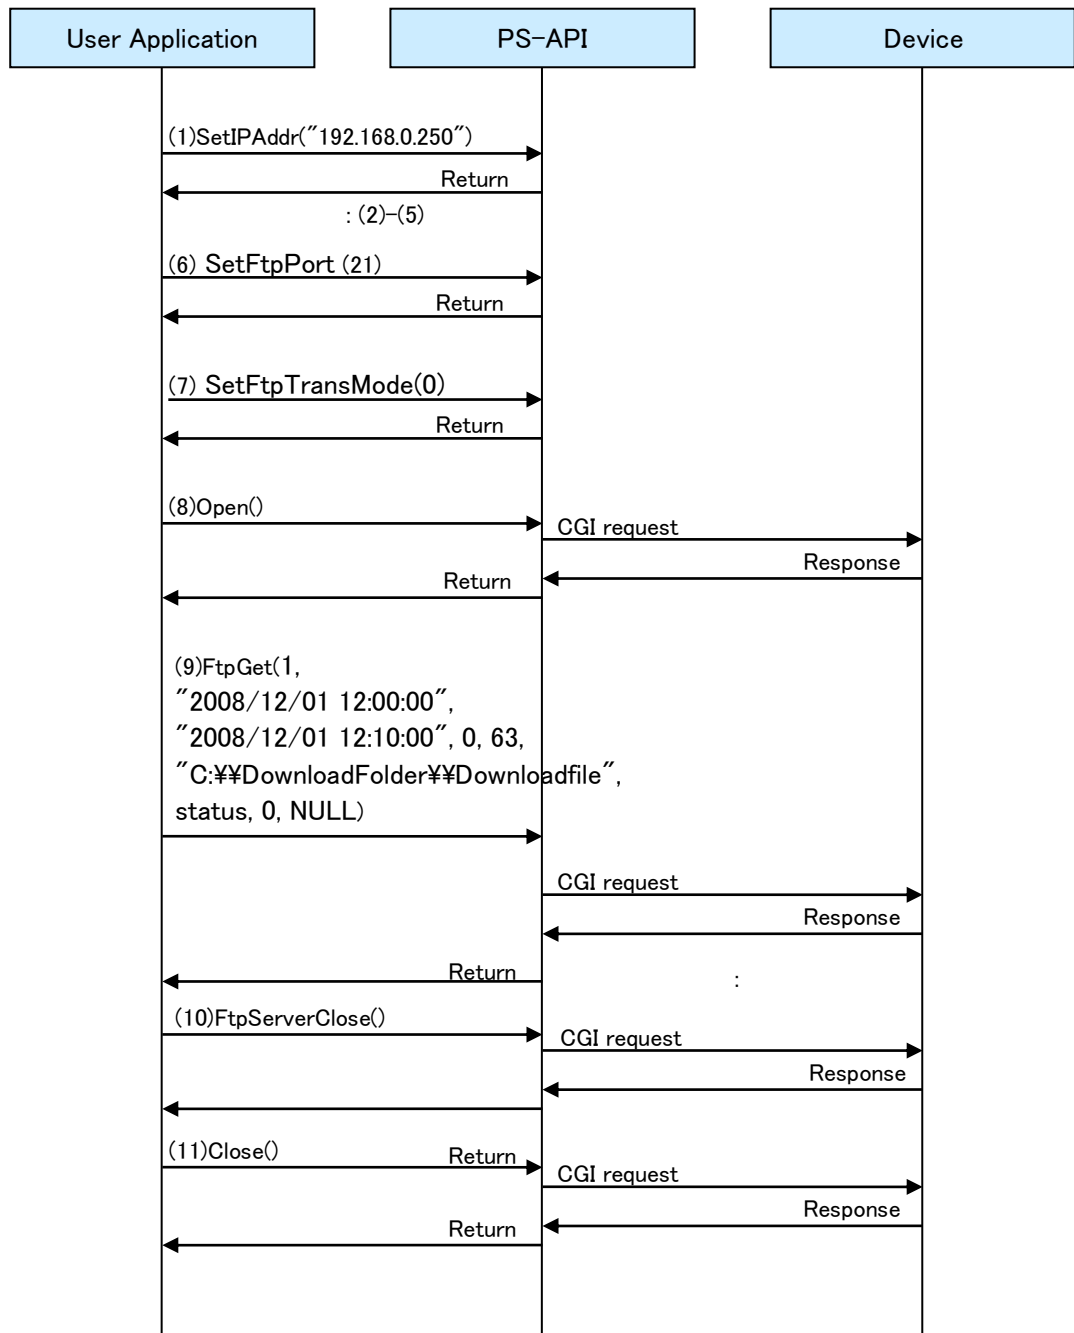 User Application
PS-API
Device
(1)SetIPAddr("192.168.0.250")
Return
: (2)-(5)
(6) SetFtpPort (21)
Return
(7) SetFtpTransMode(0)
Return
(8)Open()
CGI request
Response
Return
(9)FtpGet(1,
"2008/12/01 12:00:00",
"2008/12/01 12:10:00", 0, 63,
"C:¥¥DownloadFolder¥¥Downloadfile",
status, 0, NULL)
CGI request
Response
Return
:
(10)FtpServerClose()
CGI request
Response
(11)Close()
Return
CGI request
Response
Return